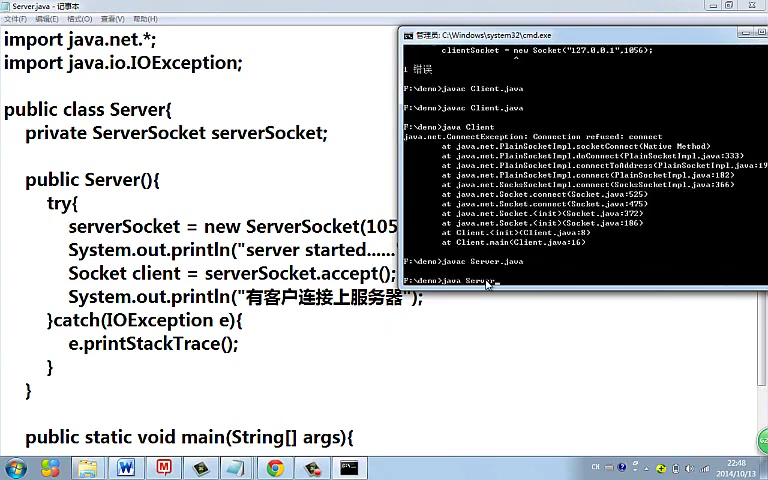 Server.java - 记事本
文件(F) 编辑(E) 格式(O) 查看(V) 帮助(H)
import java.net.*;
import java.io.IOException;
public class Server{
private ServerSocket serverSocket;
public Server(){
try{
serverSocket = new ServerSocket(105
System.out.println("server started......"
Socket client = serverSocket.accept();
System.out.println("有客户连接上服务器");
}catch(IOException e){
e.printStackTrace();
}
}
public static void main(String[] args){
管理员: C:\Windows\system32\cmd.exe
clientSocket = new Socket("127.0.0.1",1056);
^
1 错误
F:\demo>javac Client.java
F:\demo>javac Client.java
F:\demo>java Client
java.net.ConnectException: Connection refused: connect
at java.net.PlainSocketImpl.socketConnect(Native Method)
at java.net.PlainSocketImpl.doConnect(PlainSocketImpl.java:333)
at java.net.PlainSocketImpl.connectToAddress(PlainSocketImpl.java:19
at java.net.PlainSocketImpl.connect(PlainSocketImpl.java:182)
at java.net.SocksSocketImpl.connect(SocksSocketImpl.java:366)
at java.net.Socket.connect(Socket.java:525)
at java.net.Socket.connect(Socket.java:475)
at java.net.Socket.<init>(Socket.java:372)
at java.net.Socket.<init>(Socket.java:186)
at Client.<init>(Client.java:8)
at Client.main(Client.java:16)
F:\demo>javac Server.java
F:\demo>java Server_
CH
22:48
2014/10/13